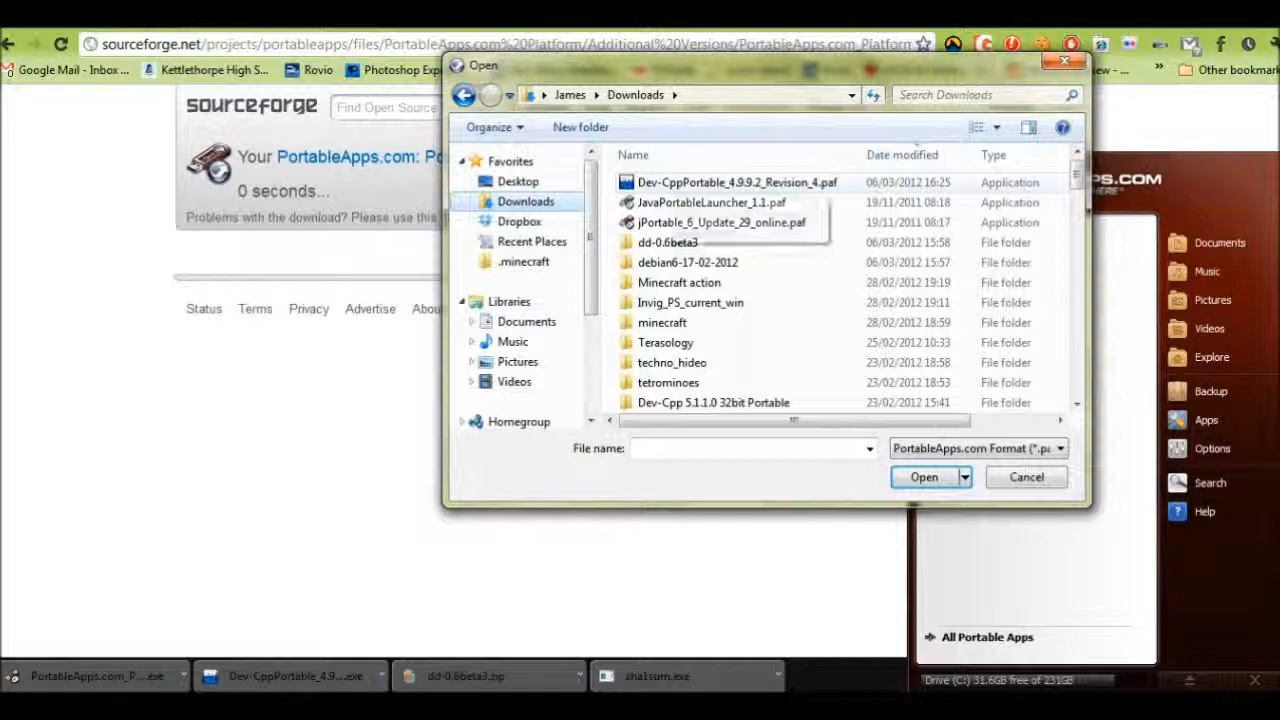 sourceforge.net/projects/portableapps/files/PortableApps.com%20Platform/Additional%20Versions/PortableApps.com_Platform
Google Mail - Inbox ...
Kettlethorpe High S...
Rovio
Photoshop Exp
Other bookmark
sourceforge
Find Open Source
Your PortableApps.com: Po
0 seconds...
Problems with the download? Please use this
Status
Terms
Privacy
Advertise
Abou
Open
James
Downloads
Search Downloads
Organize
New folder
Favorites
Desktop
Downloads
Dropbox
Recent Places
.minecraft
Libraries
Documents
Music
Pictures
Videos
Homegroup
Name Date modified Type
Dev-CppPortable_4.9.9.2_Revision_4.paf 06/03/2012 16:25 Application
JavaPortableLauncher_1.1.paf 19/11/2011 08:18 Application
jPortable_6_Update_29_online.paf 19/11/2011 08:17 Application
dd-0.6beta3 06/03/2012 15:58 File folder
debian6-17-02-2012 06/03/2012 15:57 File folder
Minecraft action 28/02/2012 19:19 File folder
Invig_PS_current_win 28/02/2012 19:11 File folder
minecraft 28/02/2012 18:59 File folder
Terasology 25/02/2012 10:33 File folder
techno_hideo 23/02/2012 18:58 File folder
tetrominoes 23/02/2012 18:53 File folder
Dev-Cpp 5.1.1.0 32bit Portable 23/02/2012 15:41 File folder
File name:
PortableApps.com Format (*.pa
Open
Cancel
PS.COM
Documents
Music
Pictures
Videos
Explore
Backup
Apps
Options
Search
Help
All Portable Apps
Drive (C:) 31.6GB free of 231GB
PortableApps.com_P....exe
Dev-CppPortable_4.9....exe
dd-0.6beta3.zip
sha1sum.exe